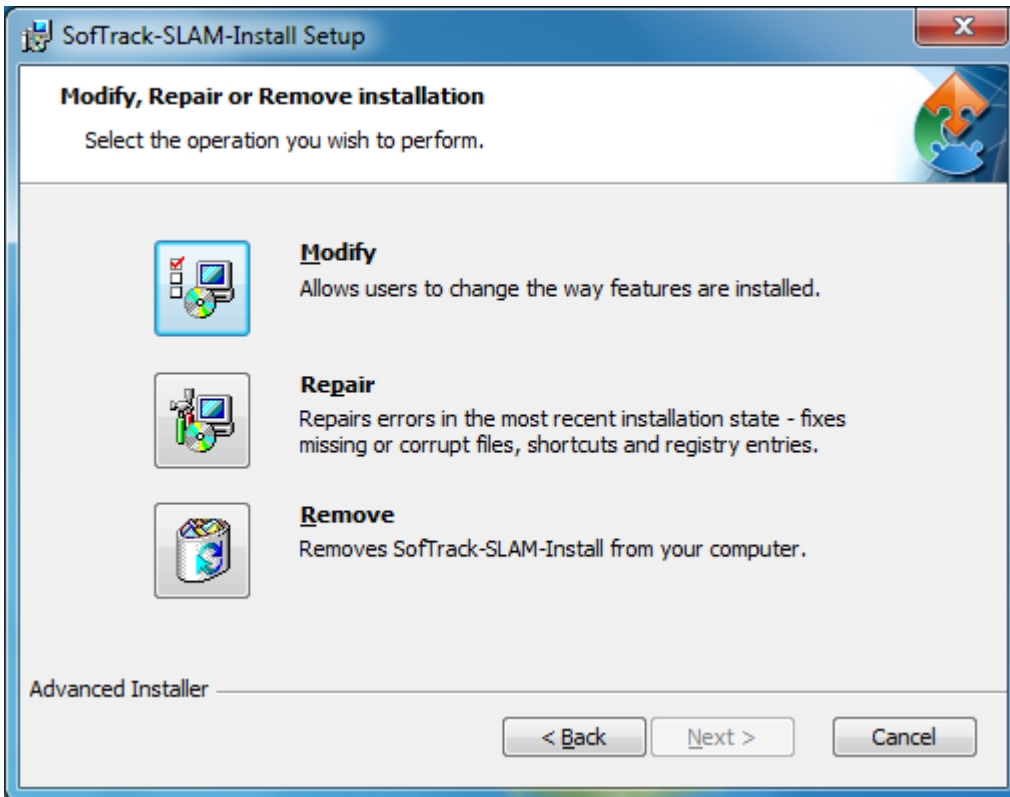 SofTrack-SLAM-Install Setup
Modify, Repair or Remove installation
Select the operation you wish to perform.
Modify
Allows users to change the way features are installed.
Repair
Repairs errors in the most recent installation state - fixes
missing or corrupt files, shortcuts and registry entries.
Remove
Removes SofTrack-SLAM-Install from your computer.
Advanced Installer
< Back
Next >
Cancel